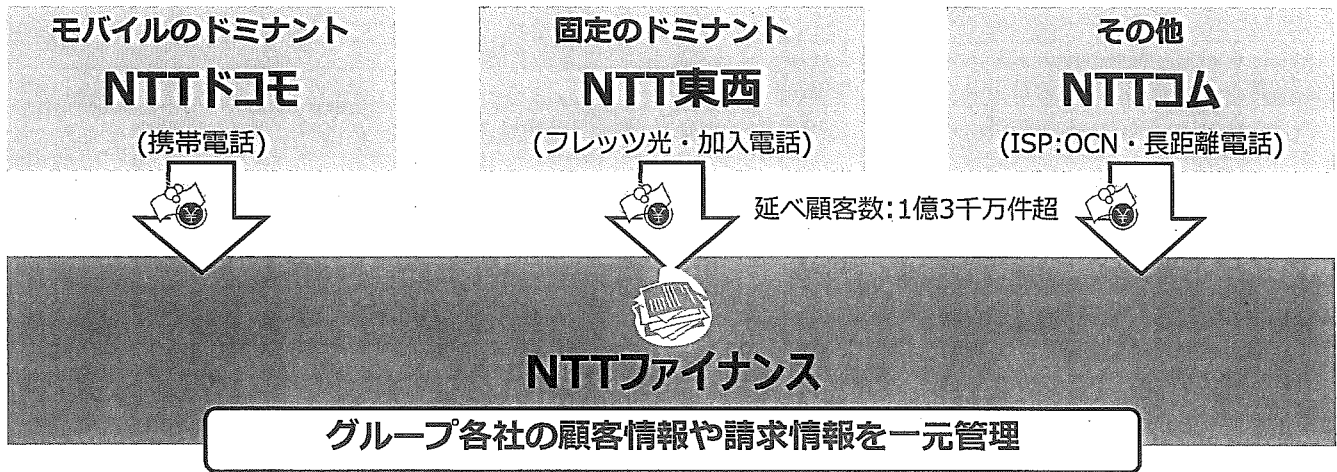 モバイルのドミナント
NTTドコモ
(携帯電話)
固定のドミナント
NTT東西
(フレッツ光・加入電話)
その他
NTTコム
(ISP:OCN・長距離電話)
¥
¥
延べ顧客数:1億3千万件超
¥
NTTファイナンス
グループ各社の顧客情報や請求情報を一元管理